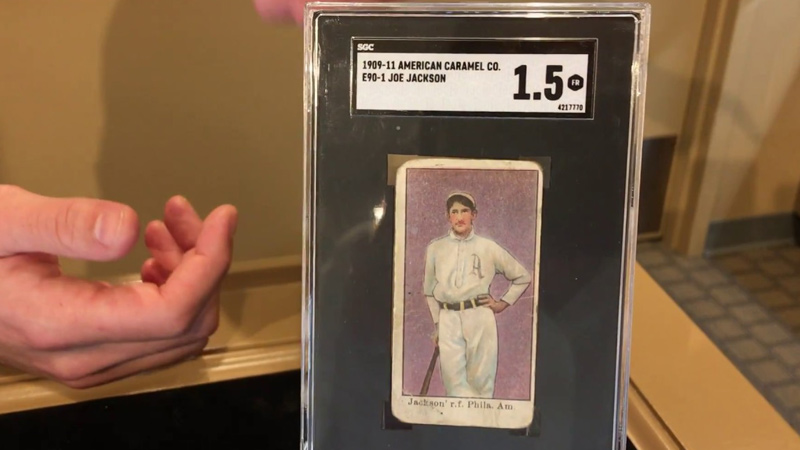 SGC
1909-11 AMERICAN CARAMEL CO.
E90-1 JOE JACKSON
1.5
FR
4217770
A
Jackson' r.f. Phila. Am.